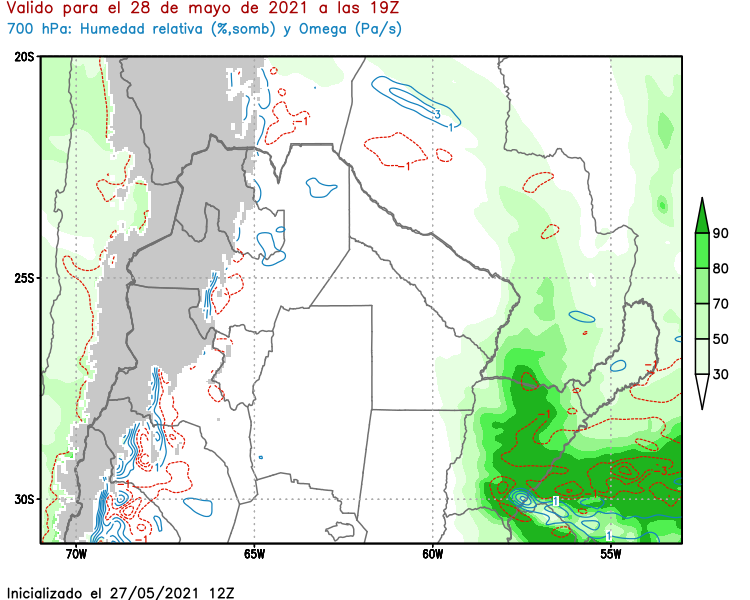 Valido para el 28 de mayo de 2021 a las 19Z
700 hPa: Humedad relativa (%,somb) y Omega (Pa/s)
20S
3
1
-1
-1
90
80
25S
70
50
30
-1
-1
1
-1
3
30S
1
1
70W
65W
60W
55W
Inicializado el 27/05/2021 12Z